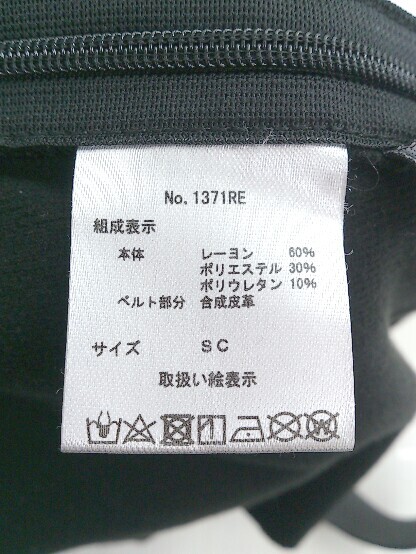 No. 1371RE
組成表示
本体 レーヨン 60%
ポリエステル 30%
ポリウレタン 10%
ベルト部分 合成皮革
サイズ SC
取扱い絵表示